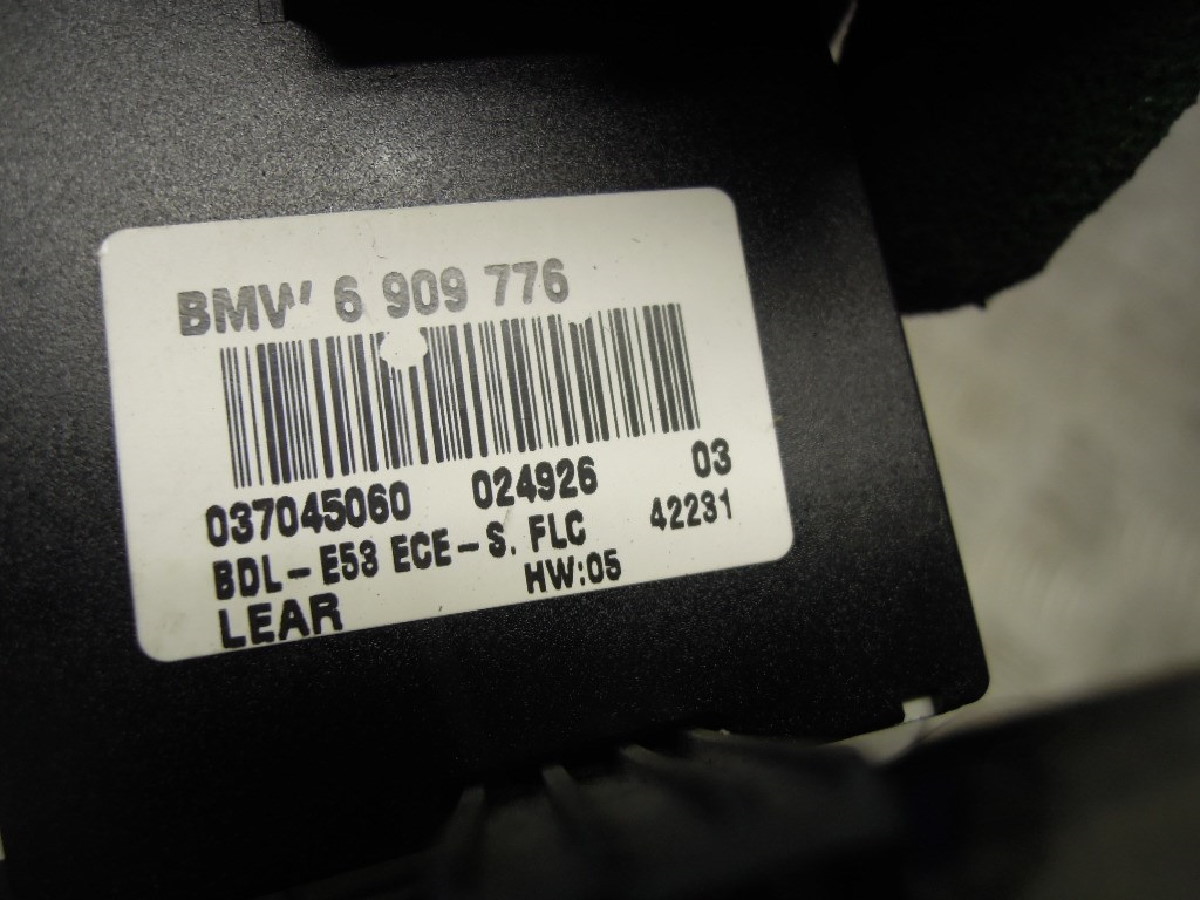 BMW 6 909 776
037045060 024926 03
BDL-E53 ECE-S. FLC 42231
HW:05
LEAR